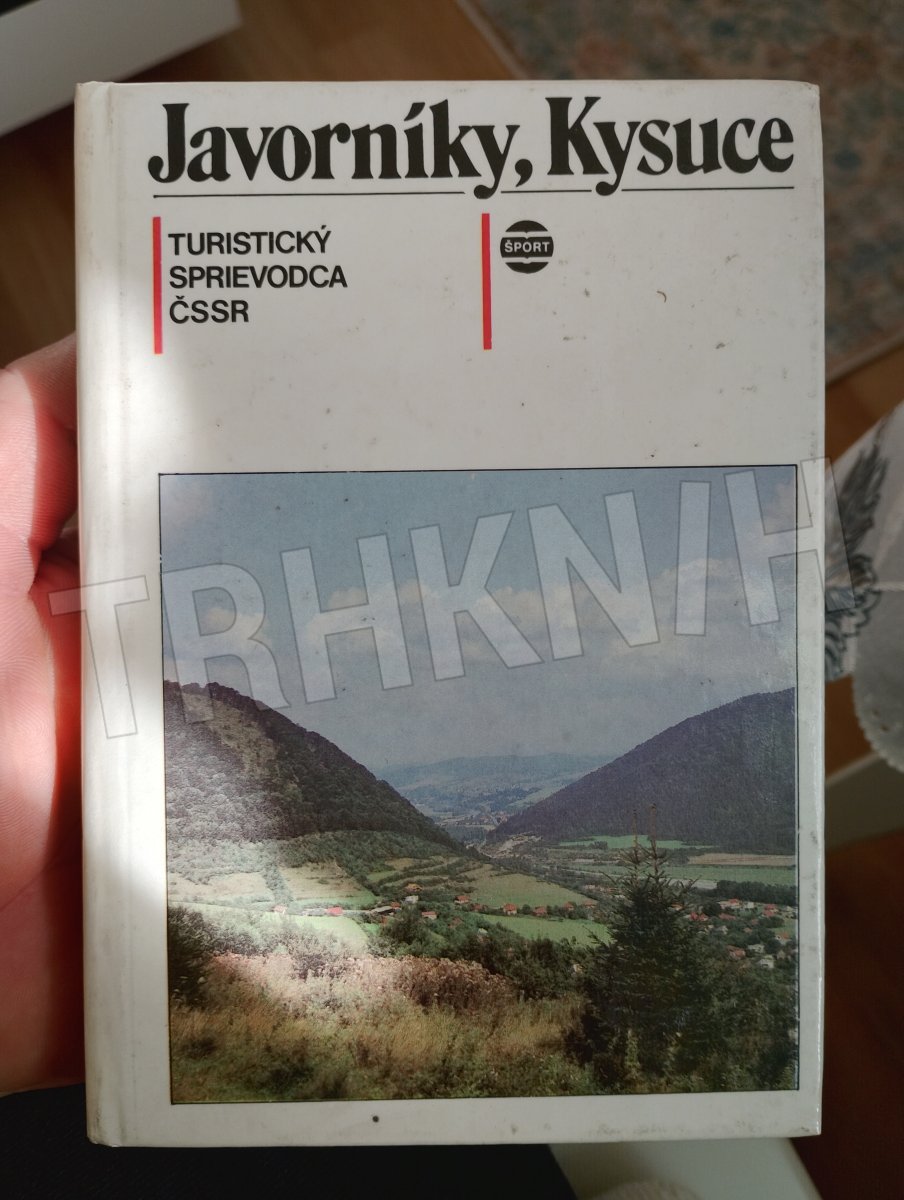 Javorníky, Kysuce
TURISTICKÝ
SPRIEVODCA
ČSSR
ŠPORT
TRHKNIH